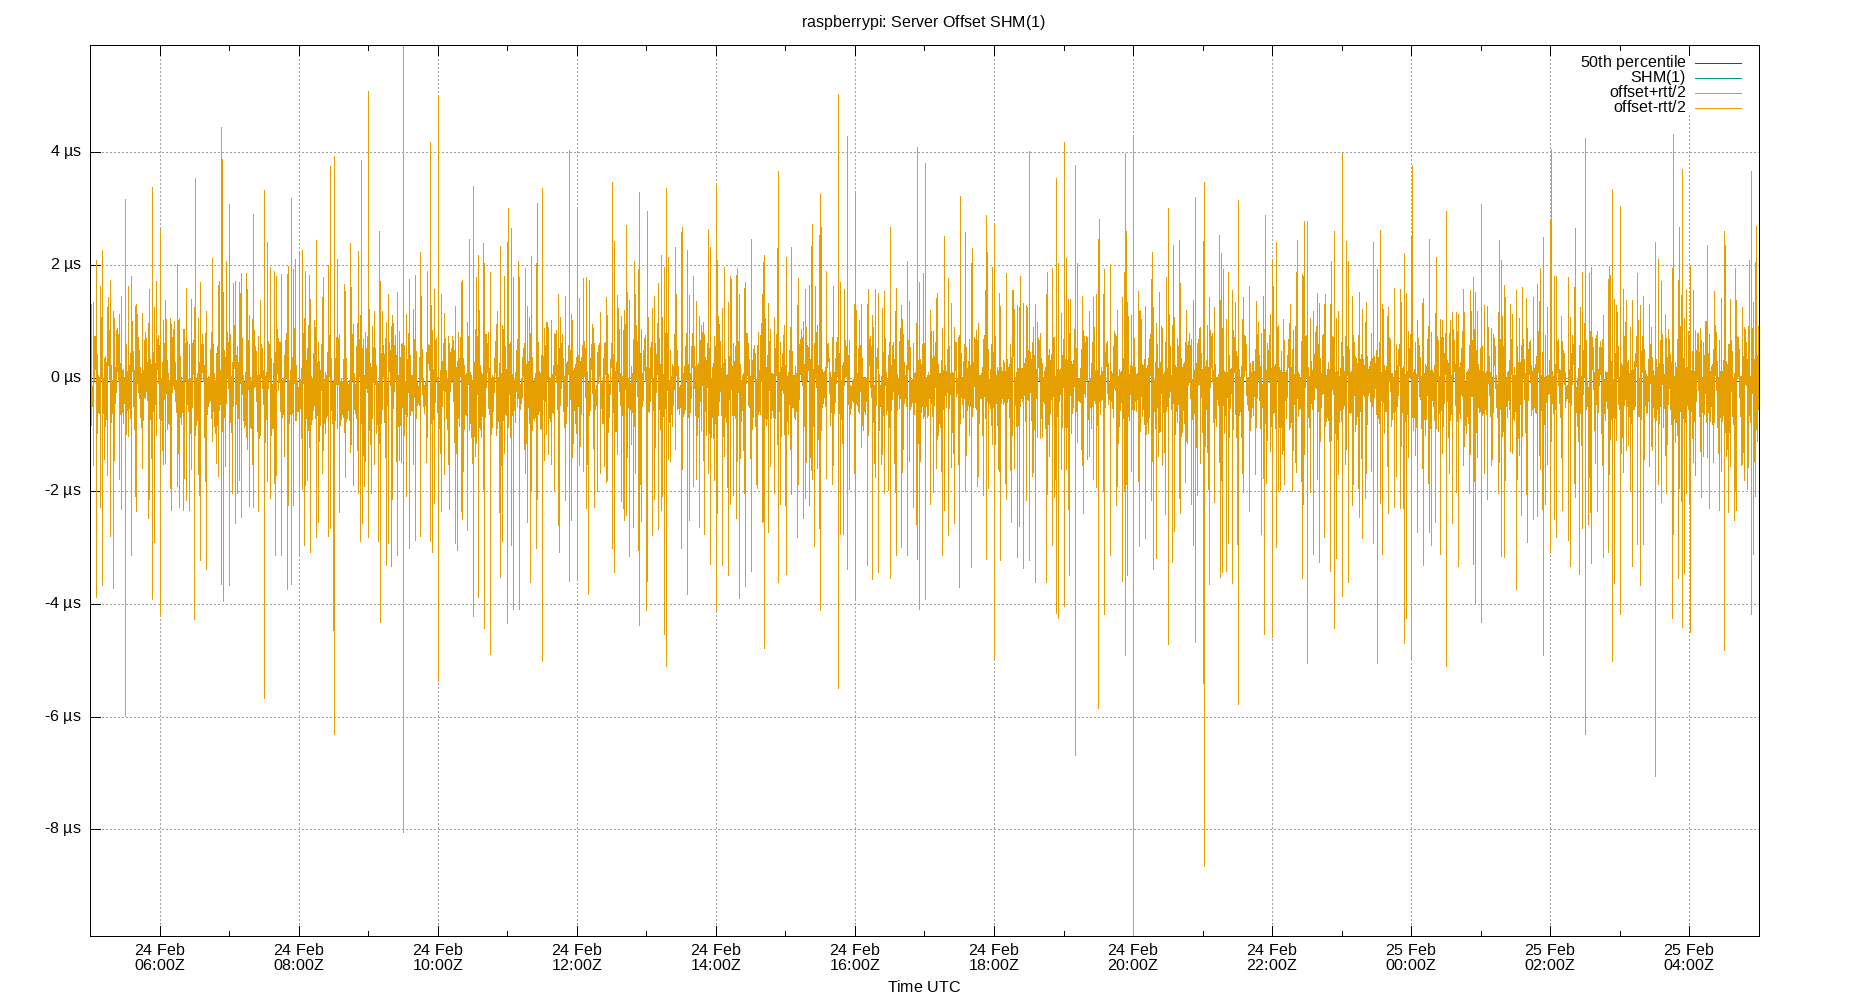 raspberrypi: Server Offset SHM(1)
50th percentile
SHM(1)
offset+rtt/2
offset-rtt/2
4 µs
2 µs
0 µs
-2 µs
-4 µs
-6 µs
-8 µs
24 Feb 24 Feb 24 Feb 24 Feb 24 Feb 24 Feb 24 Feb 24 Feb 24 Feb 25 Feb 25 Feb 25 Feb
06:00Z 08:00Z 10:00Z 12:00Z 14:00Z 16:00Z 18:00Z 20:00Z 22:00Z 00:00Z 02:00Z 04:00Z
Time UTC